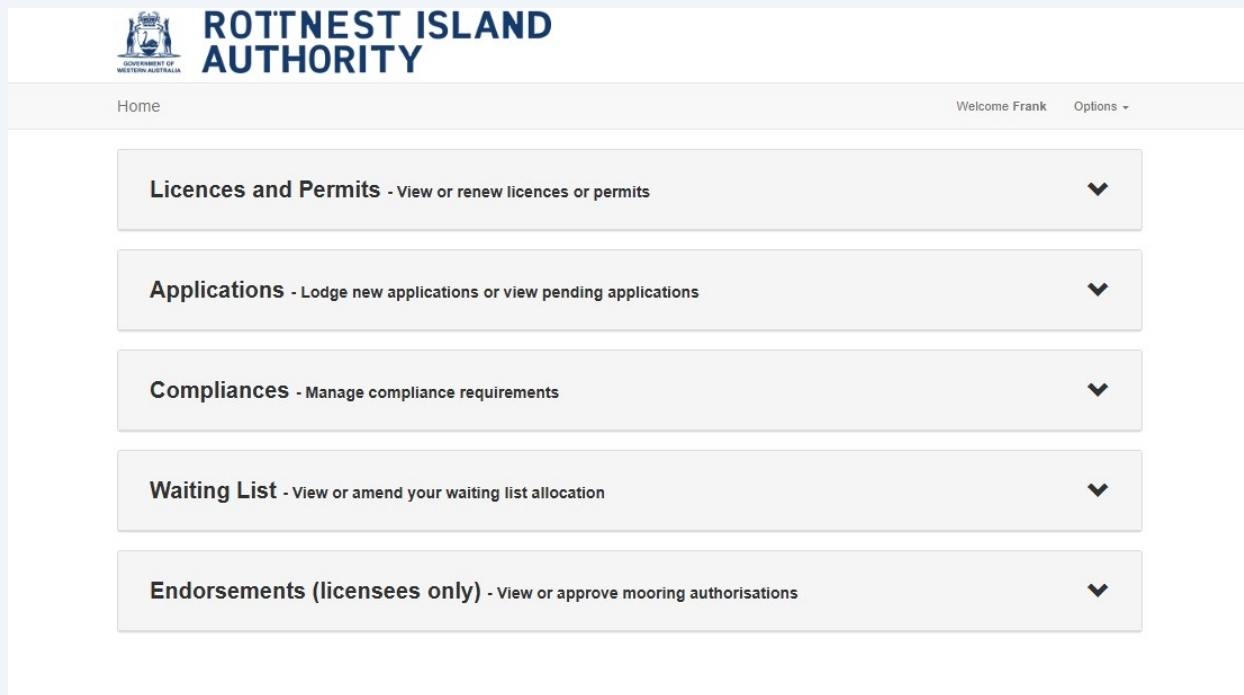 ROTTNEST ISLAND
AUTHORITY
GOVERNMENT OF
WESTERN AUSTRALIA
Home
Welcome Frank
Options
Licences and Permits - View or renew licences or permits
Applications - Lodge new applications or view pending applications
Compliances - Manage compliance requirements
Waiting List - View or amend your waiting list allocation
Endorsements (licensees only) - View or approve mooring authorisations